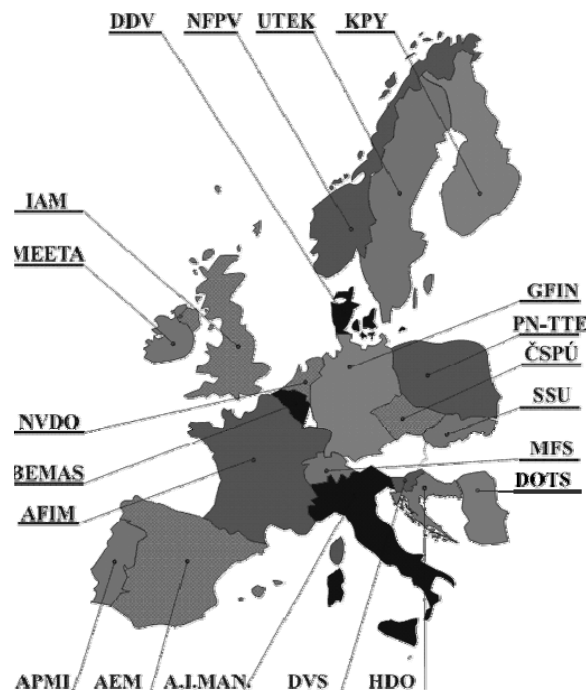 DDV NFPV UTEK KPY
IAM
MEETA
GFIN
PN-TTE
ČSPÚ
SSU
NVDO
MFS
BEMAS
DOTS
AFIM
APMI AEM A.I.MAN. DVS HDO